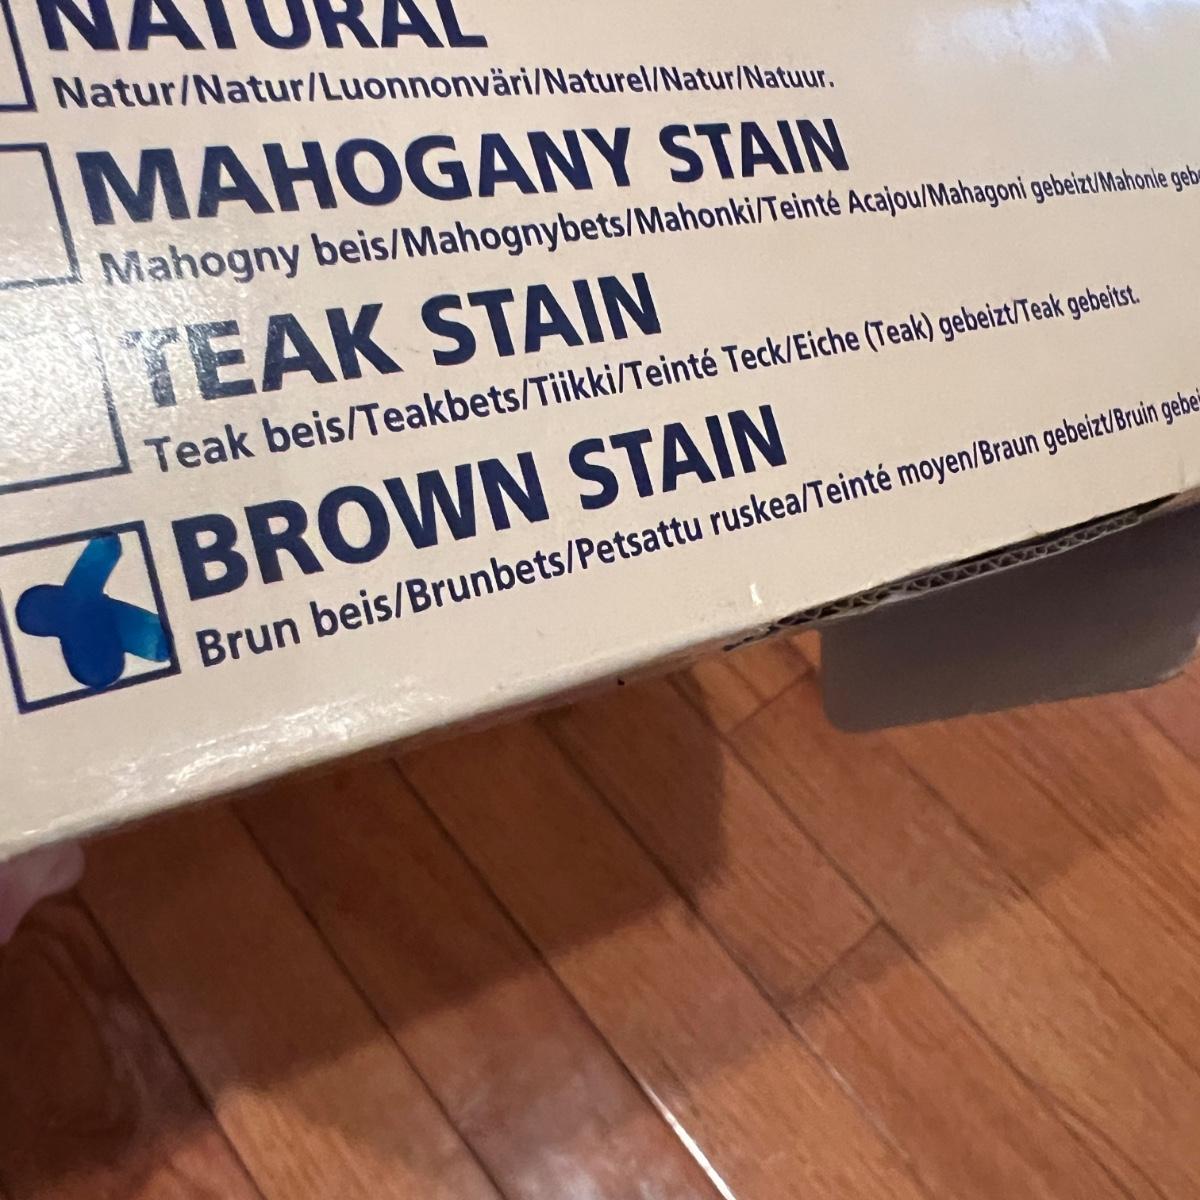 NATURAL
Natur/Natur/Luonnonväri/Naturel/Natur/Natuur.
MAHOGANY STAIN
Mahogny beis/Mahognybets/Mahonki/Teinté Acajou/Mahagoni gebeizt/Mahonie
TEAK STAIN
Teak beis/Teakbets/Tiikki/Teinté Teck/Eiche (Teak) gebeizt/Teak gebeitst.
BROWN STAIN
Brun beis/Brunbets/Petsattu ruskea/Teinté moyen/Braun gebeizt/Bruin